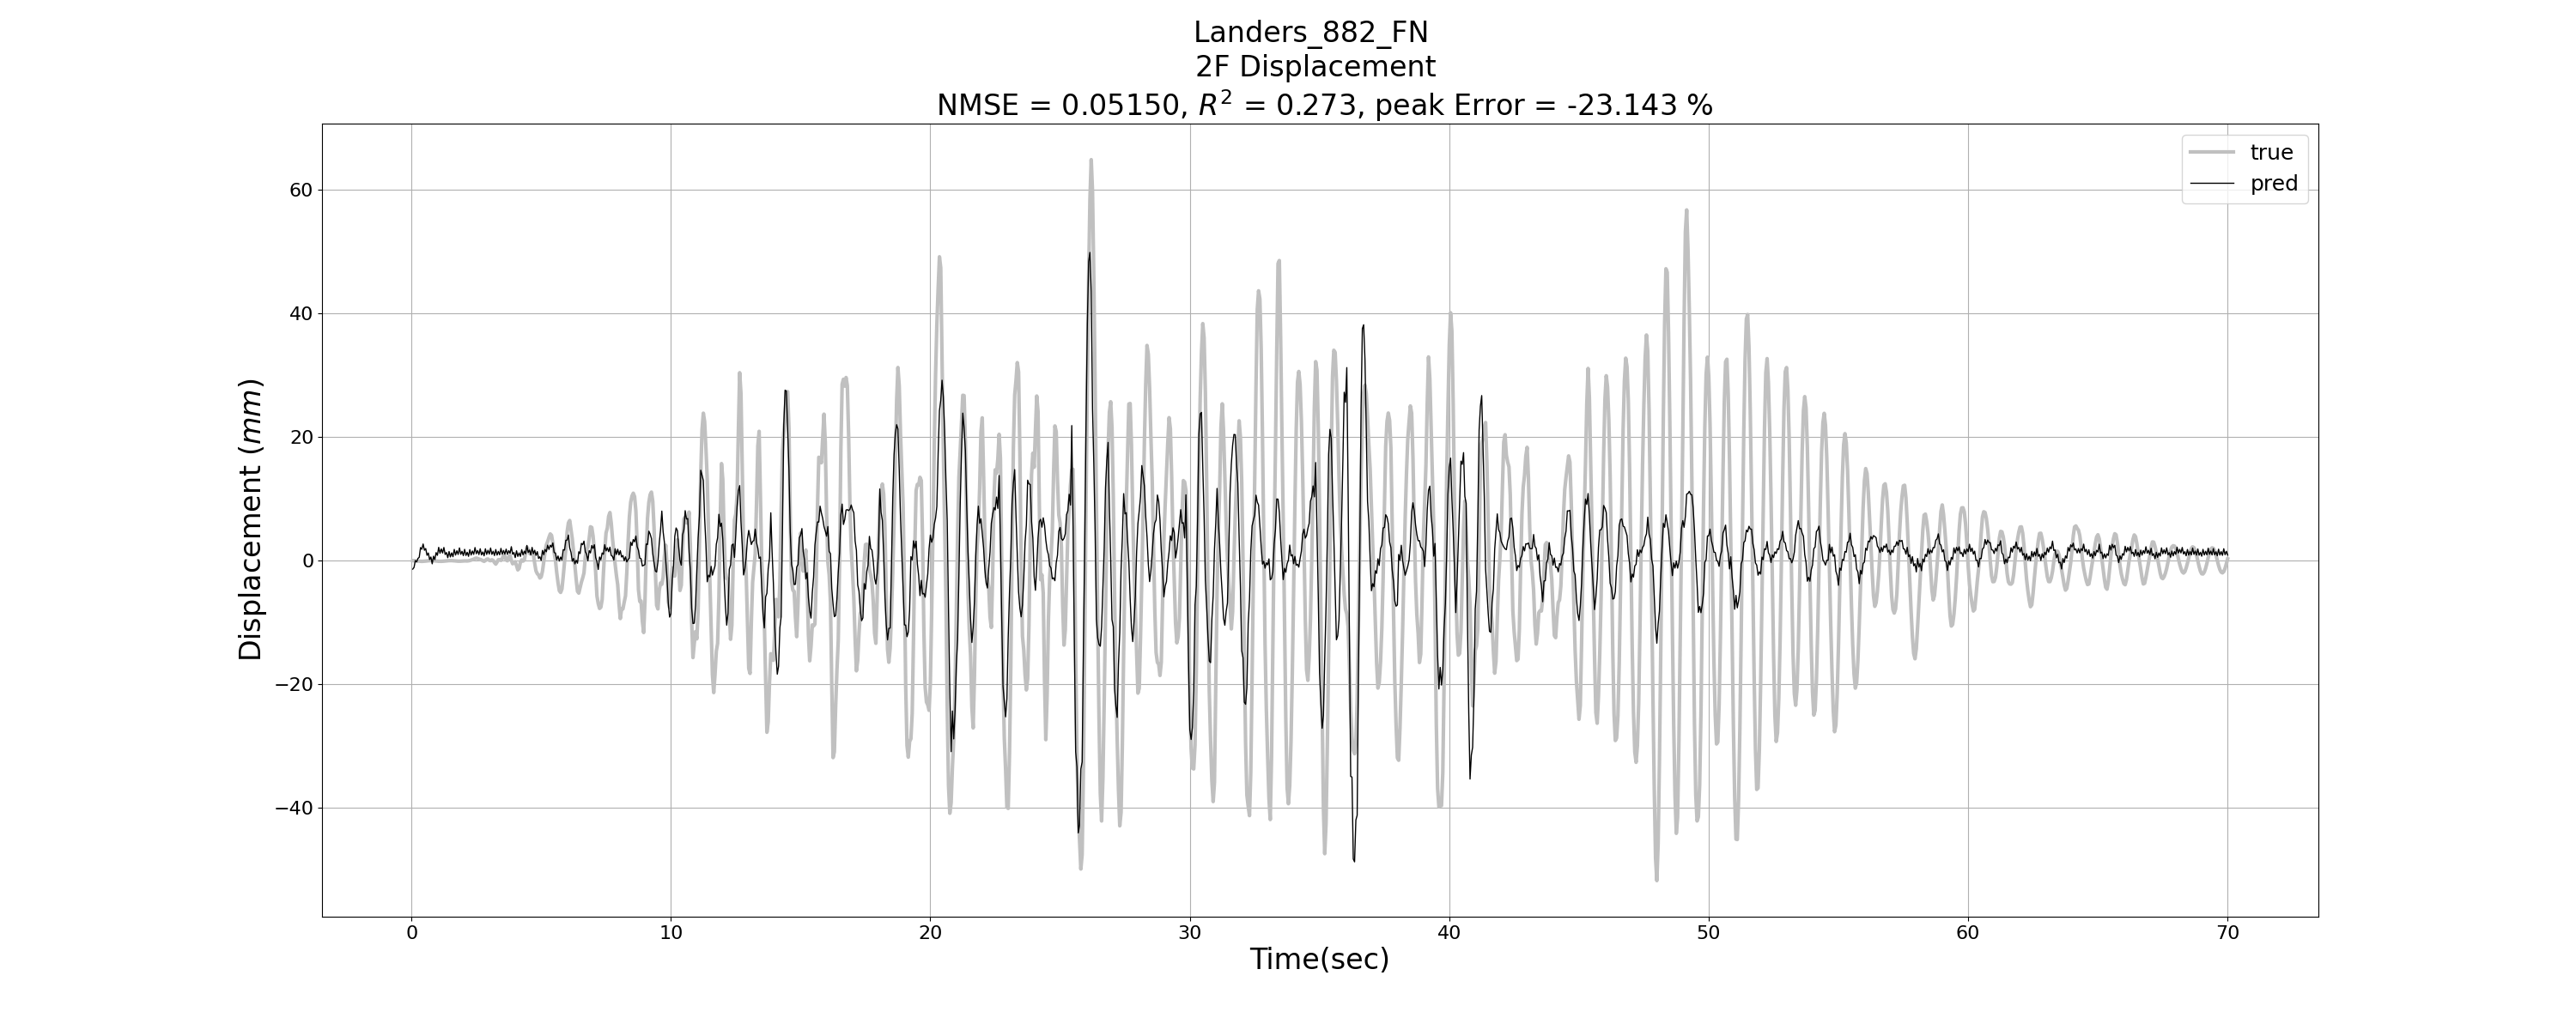 Landers_882_FN
2F Displacement
NMSE = 0.05150, R² = 0.273, peak Error = -23.143 %
true
pred
Displacement (mm)
60
40
20
0
−20
−40
0 10 20 30 40 50 60 70
Time(sec)